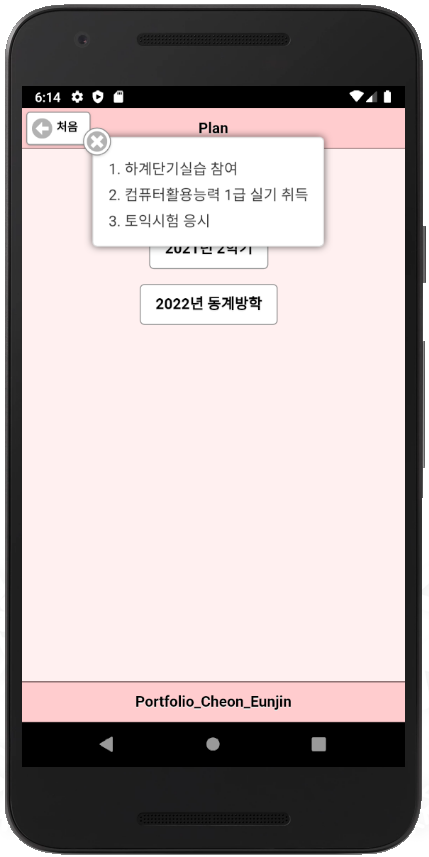 6:14
처음
Plan
1. 하계단기실습 참여
2. 컴퓨터활용능력 1급 실기 취득
3. 토익시험 응시
2021년 2학기
2022년 동계방학
Portfolio_Cheon_Eunjin